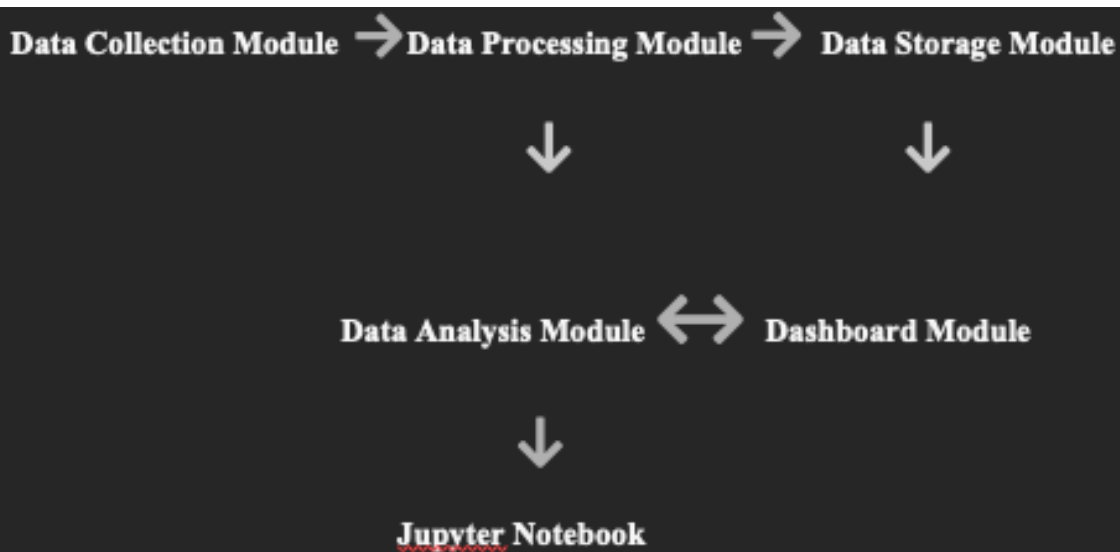 Data Collection Module Data Processing Module Data Storage Module
Data Analysis Module Dashboard Module
Jupyter Notebook